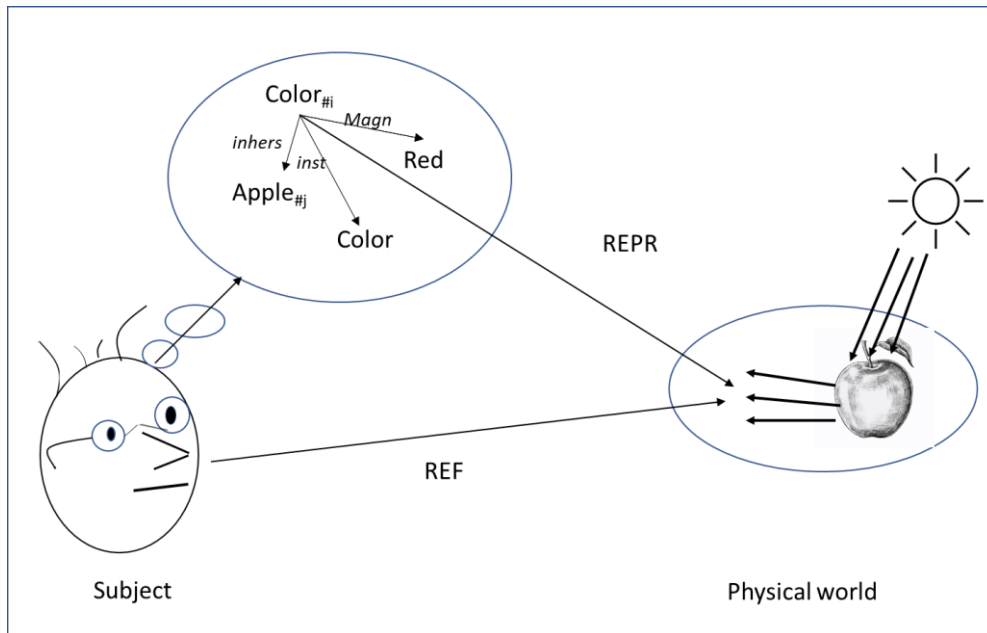 Color#i
Magn
inhers
inst
Red
Apple#j
Color
REPR
REF
Subject
Physical world